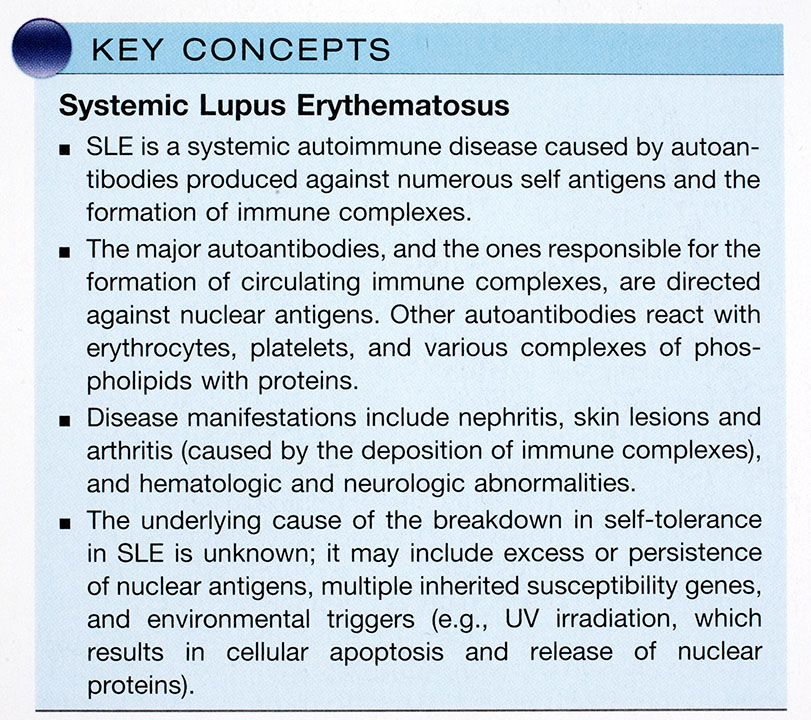 KEY CONCEPTS
Systemic Lupus Erythematosus
▪ SLE is a systemic autoimmune disease caused by autoan-
tibodies produced against numerous self antigens and the
formation of immune complexes.
▪ The major autoantibodies, and the ones responsible for the
formation of circulating immune complexes, are directed
against nuclear antigens. Other autoantibodies react with
erythrocytes, platelets, and various complexes of phos-
pholipids with proteins.
▪ Disease manifestations include nephritis, skin lesions and
arthritis (caused by the deposition of immune complexes),
and hematologic and neurologic abnormalities.
▪ The underlying cause of the breakdown in self-tolerance
in SLE is unknown; it may include excess or persistence
of nuclear antigens, multiple inherited susceptibility genes,
and environmental triggers (e.g., UV irradiation, which
results in cellular apoptosis and release of nuclear
proteins).